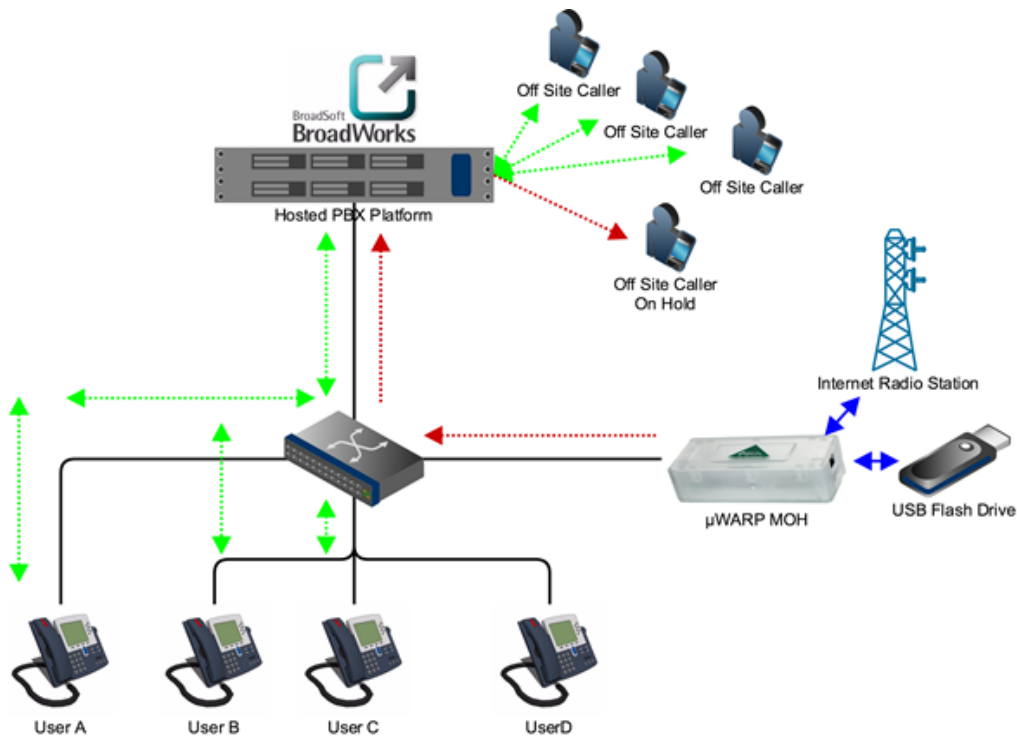 BroadSoft
BroadWorks
Hosted PBX Platform
Off Site Caller
Off Site Caller
Off Site Caller
Off Site Caller
On Hold
Internet Radio Station
USB Flash Drive
µWARP MOH
User A
User B
User C
UserD